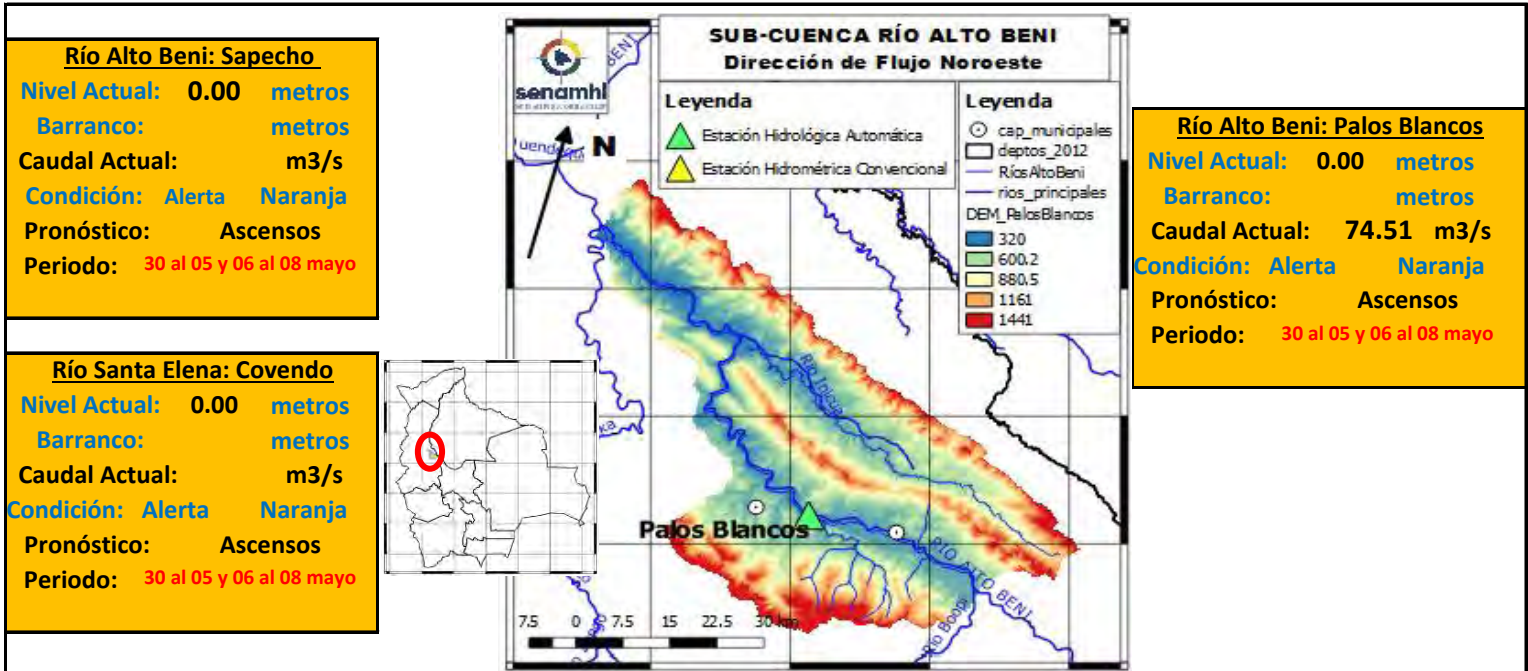 Río Alto Beni: Sapecho
Nivel Actual: 0.00 metros
Barranco: metros
Caudal Actual: m3/s
Condición: Alerta Naranja
Pronóstico: Ascensos
Periodo: 30 al 05 y 06 al 08 mayo
Río Santa Elena: Covendo
Nivel Actual: 0.00 metros
Barranco: metros
Caudal Actual: m3/s
Condición: Alerta Naranja
Pronóstico: Ascensos
Periodo: 30 al 05 y 06 al 08 mayo
senamhi
BENI
SUB-CUENCA RÍO ALTO BENI
Dirección de Flujo Noroeste
Leyenda
Estación Hidrológica Automática
Estación Hidrométrica Convencional
Leyenda
cap_municipales
deptos_2012
RíosAltoBeni
rios_principales
DEM_PalosBlancos
320
600.2
880.5
1161
1441
N
Palos Blancos
RIO ALTO BENI
Río Boopi
7.5 0 7.5 15 22.5 30 km
Río Alto Beni: Palos Blancos
Nivel Actual: 0.00 metros
Barranco: metros
Caudal Actual: 74.51 m3/s
Condición: Alerta Naranja
Pronóstico: Ascensos
Periodo: 30 al 05 y 06 al 08 mayo